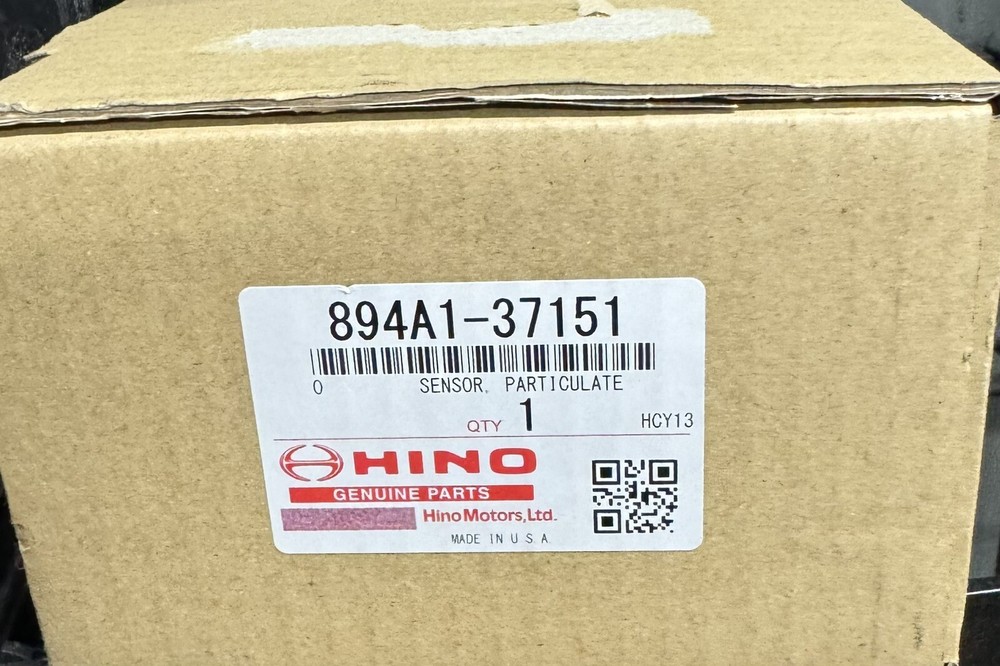 894A1-37151
0 SENSOR, PARTICULATE
QTY 1 HCY13
HINO
GENUINE PARTS
Hino Motors, Ltd.
MADE IN U S A